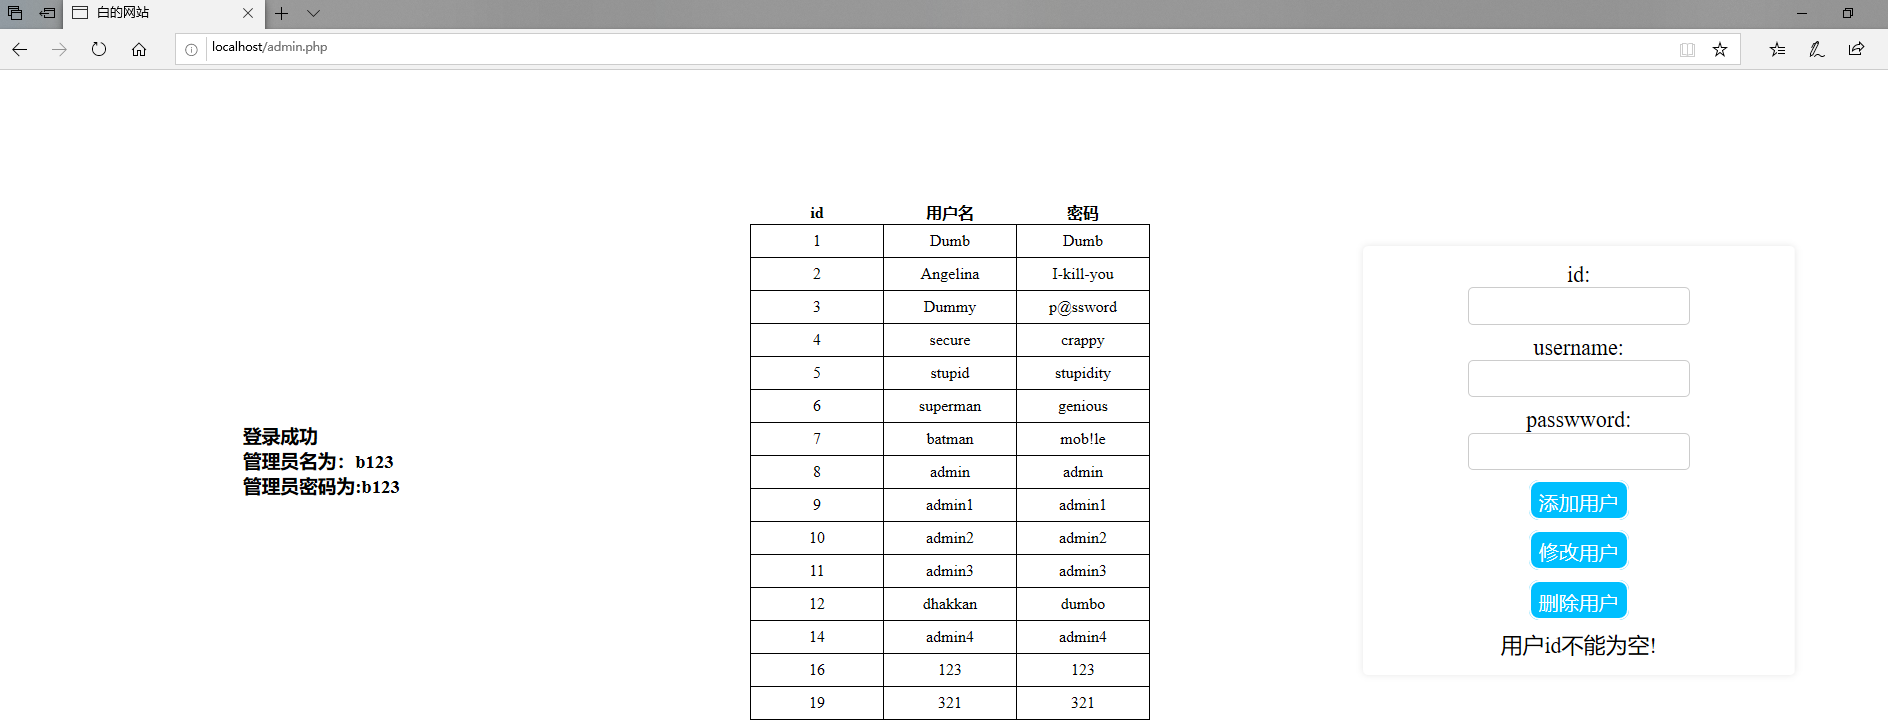 白的网站
localhost/admin.php
登录成功
管理员名为：b123
管理员密码为:b123
id 用户名 密码
1 Dumb Dumb
2 Angelina I-kill-you
3 Dummy p@ssword
4 secure crappy
5 stupid stupidity
6 superman genious
7 batman mob!le
8 admin admin
9 admin1 admin1
10 admin2 admin2
11 admin3 admin3
12 dhakkan dumbo
14 admin4 admin4
16 123 123
19 321 321
id:
username:
passwword:
添加用户
修改用户
删除用户
用户id不能为空!